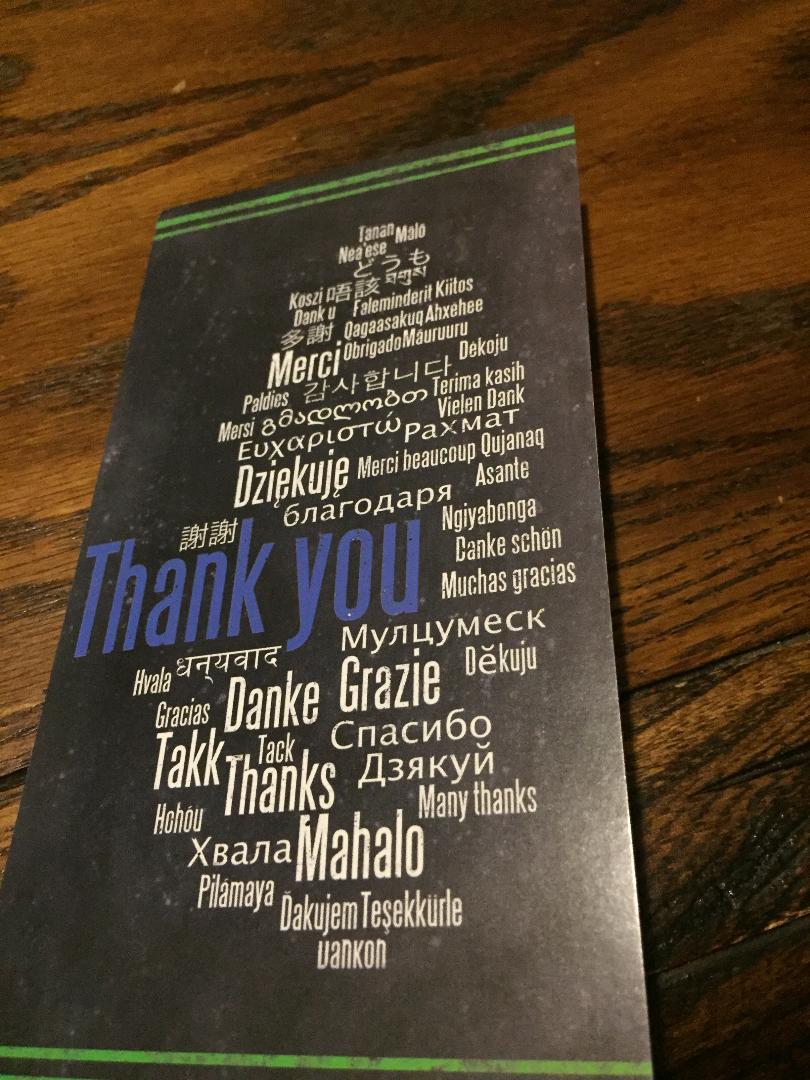 Tanan Malo
Nea'ese
どうも
Koszi 唔該
Dank u Faleminderit Kiitos
多謝 Qagaasakuq Ahxehee
Merci Obrigado Mauruuru
Dekoju
Paldies 감사합니다 Terima kasih
Mersi გმადლობთ Vielen Dank
Ευχαριστώ рахмат
Dziękuję Merci beaucoup Qujanaq
Asante
благодаря Ngiyabonga
謝謝 Danke schön
Thank you Muchas gracias
Мулцумеск
Hvala धन्यवाद Děkuju
Gracias Danke Grazie
Takk Tack Спасибо
Thanks Дзякуй
Hohóu Many thanks
Хвала Mahalo
Pilámaya
Ďakujem Teşekkürle